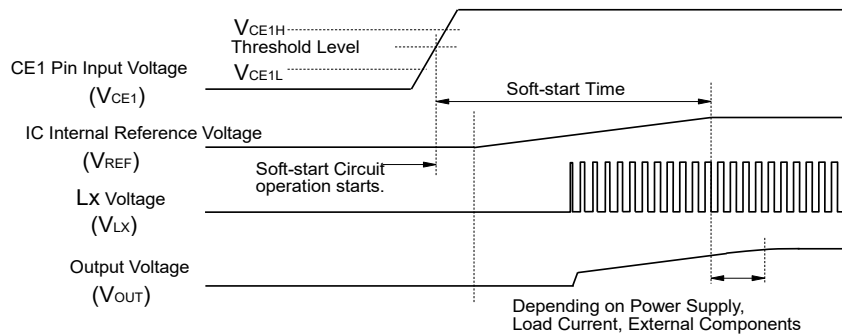 VCE1H
Threshold Level
VCE1L
CE1 Pin Input Voltage
(VCE1)
Soft-start Time
IC Internal Reference Voltage
(VREF)
Soft-start Circuit
operation starts.
Lx Voltage
(VLX)
Output Voltage
(VOUT)
Depending on Power Supply,
Load Current, External Components